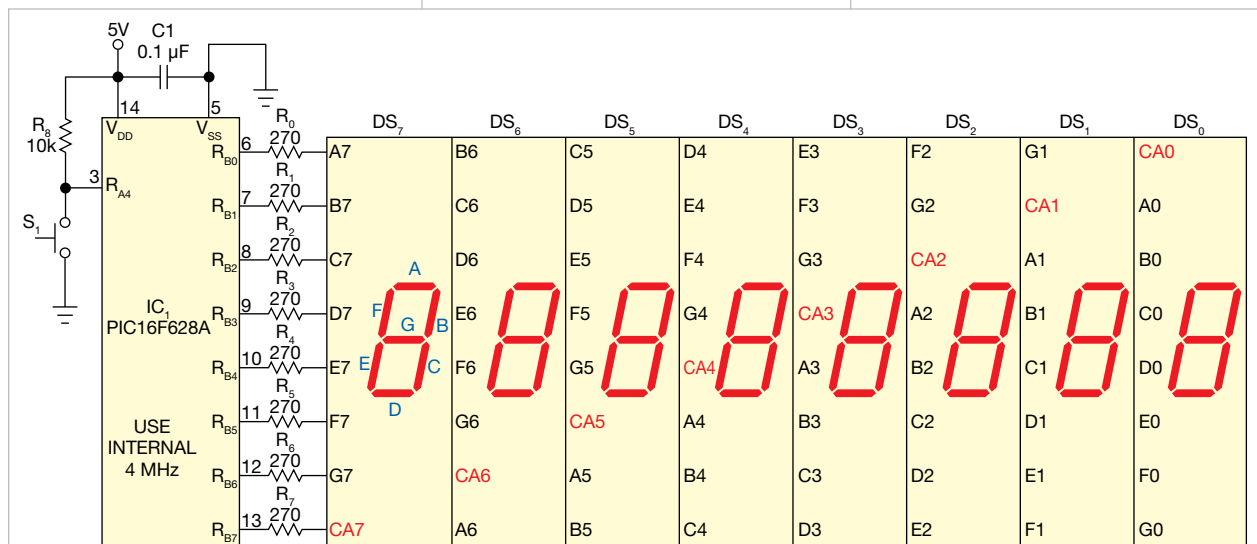 5V
C1
0.1 µF
14
5
R8
10k
VDD
VSS
3
RA4
S1
IC1
PIC16F628A
USE
INTERNAL
4 MHz
DS7 DS6 DS5 DS4 DS3 DS2 DS1 DS0
R0
RB0 6 270 A7 B6 C5 D4 E3 F2 G1 CA0
R1
RB1 7 270 B7 C6 D5 E4 F3 G2 CA1 A0
R2
RB2 8 270 C7 D6 E5 F4 G3 CA2 A1 B0
R3
RB3 9 270 D7 E6 F5 G4 CA3 A2 B1 C0
R4
RB4 10 270 E7 F6 G5 CA4 A3 B2 C1 D0
R5
RB5 11 270 F7 G6 CA5 A4 B3 C2 D1 E0
R6
RB6 12 270 G7 CA6 A5 B4 C3 D2 E1 F0
R7
RB7 13 270 CA7 A6 B5 C4 D3 E2 F1 G0
A
F
G
B
E
C
D